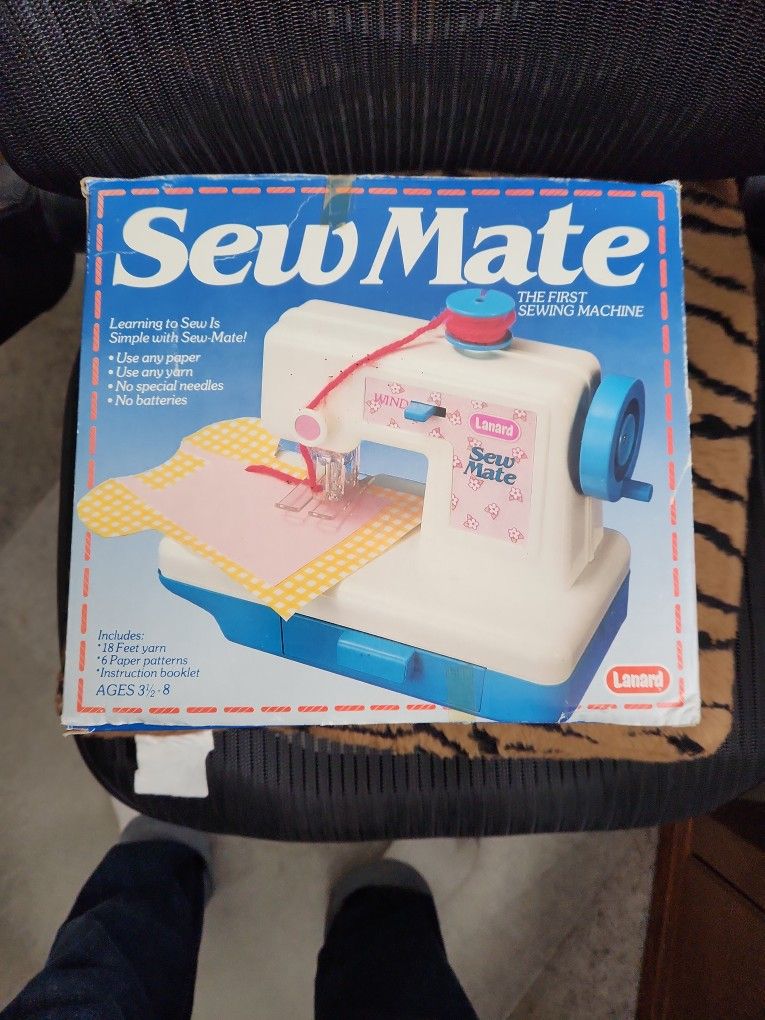 Sew Mate
THE FIRST
SEWING MACHINE
Learning to Sew Is
Simple with Sew-Mate!
• Use any paper
• Use any yarn
• No special needles
• No batteries
WIND
Lanard
Sew
Mate
Includes:
*18 Feet yarn
*6 Paper patterns
*Instruction booklet
AGES 3½-8
Lanard